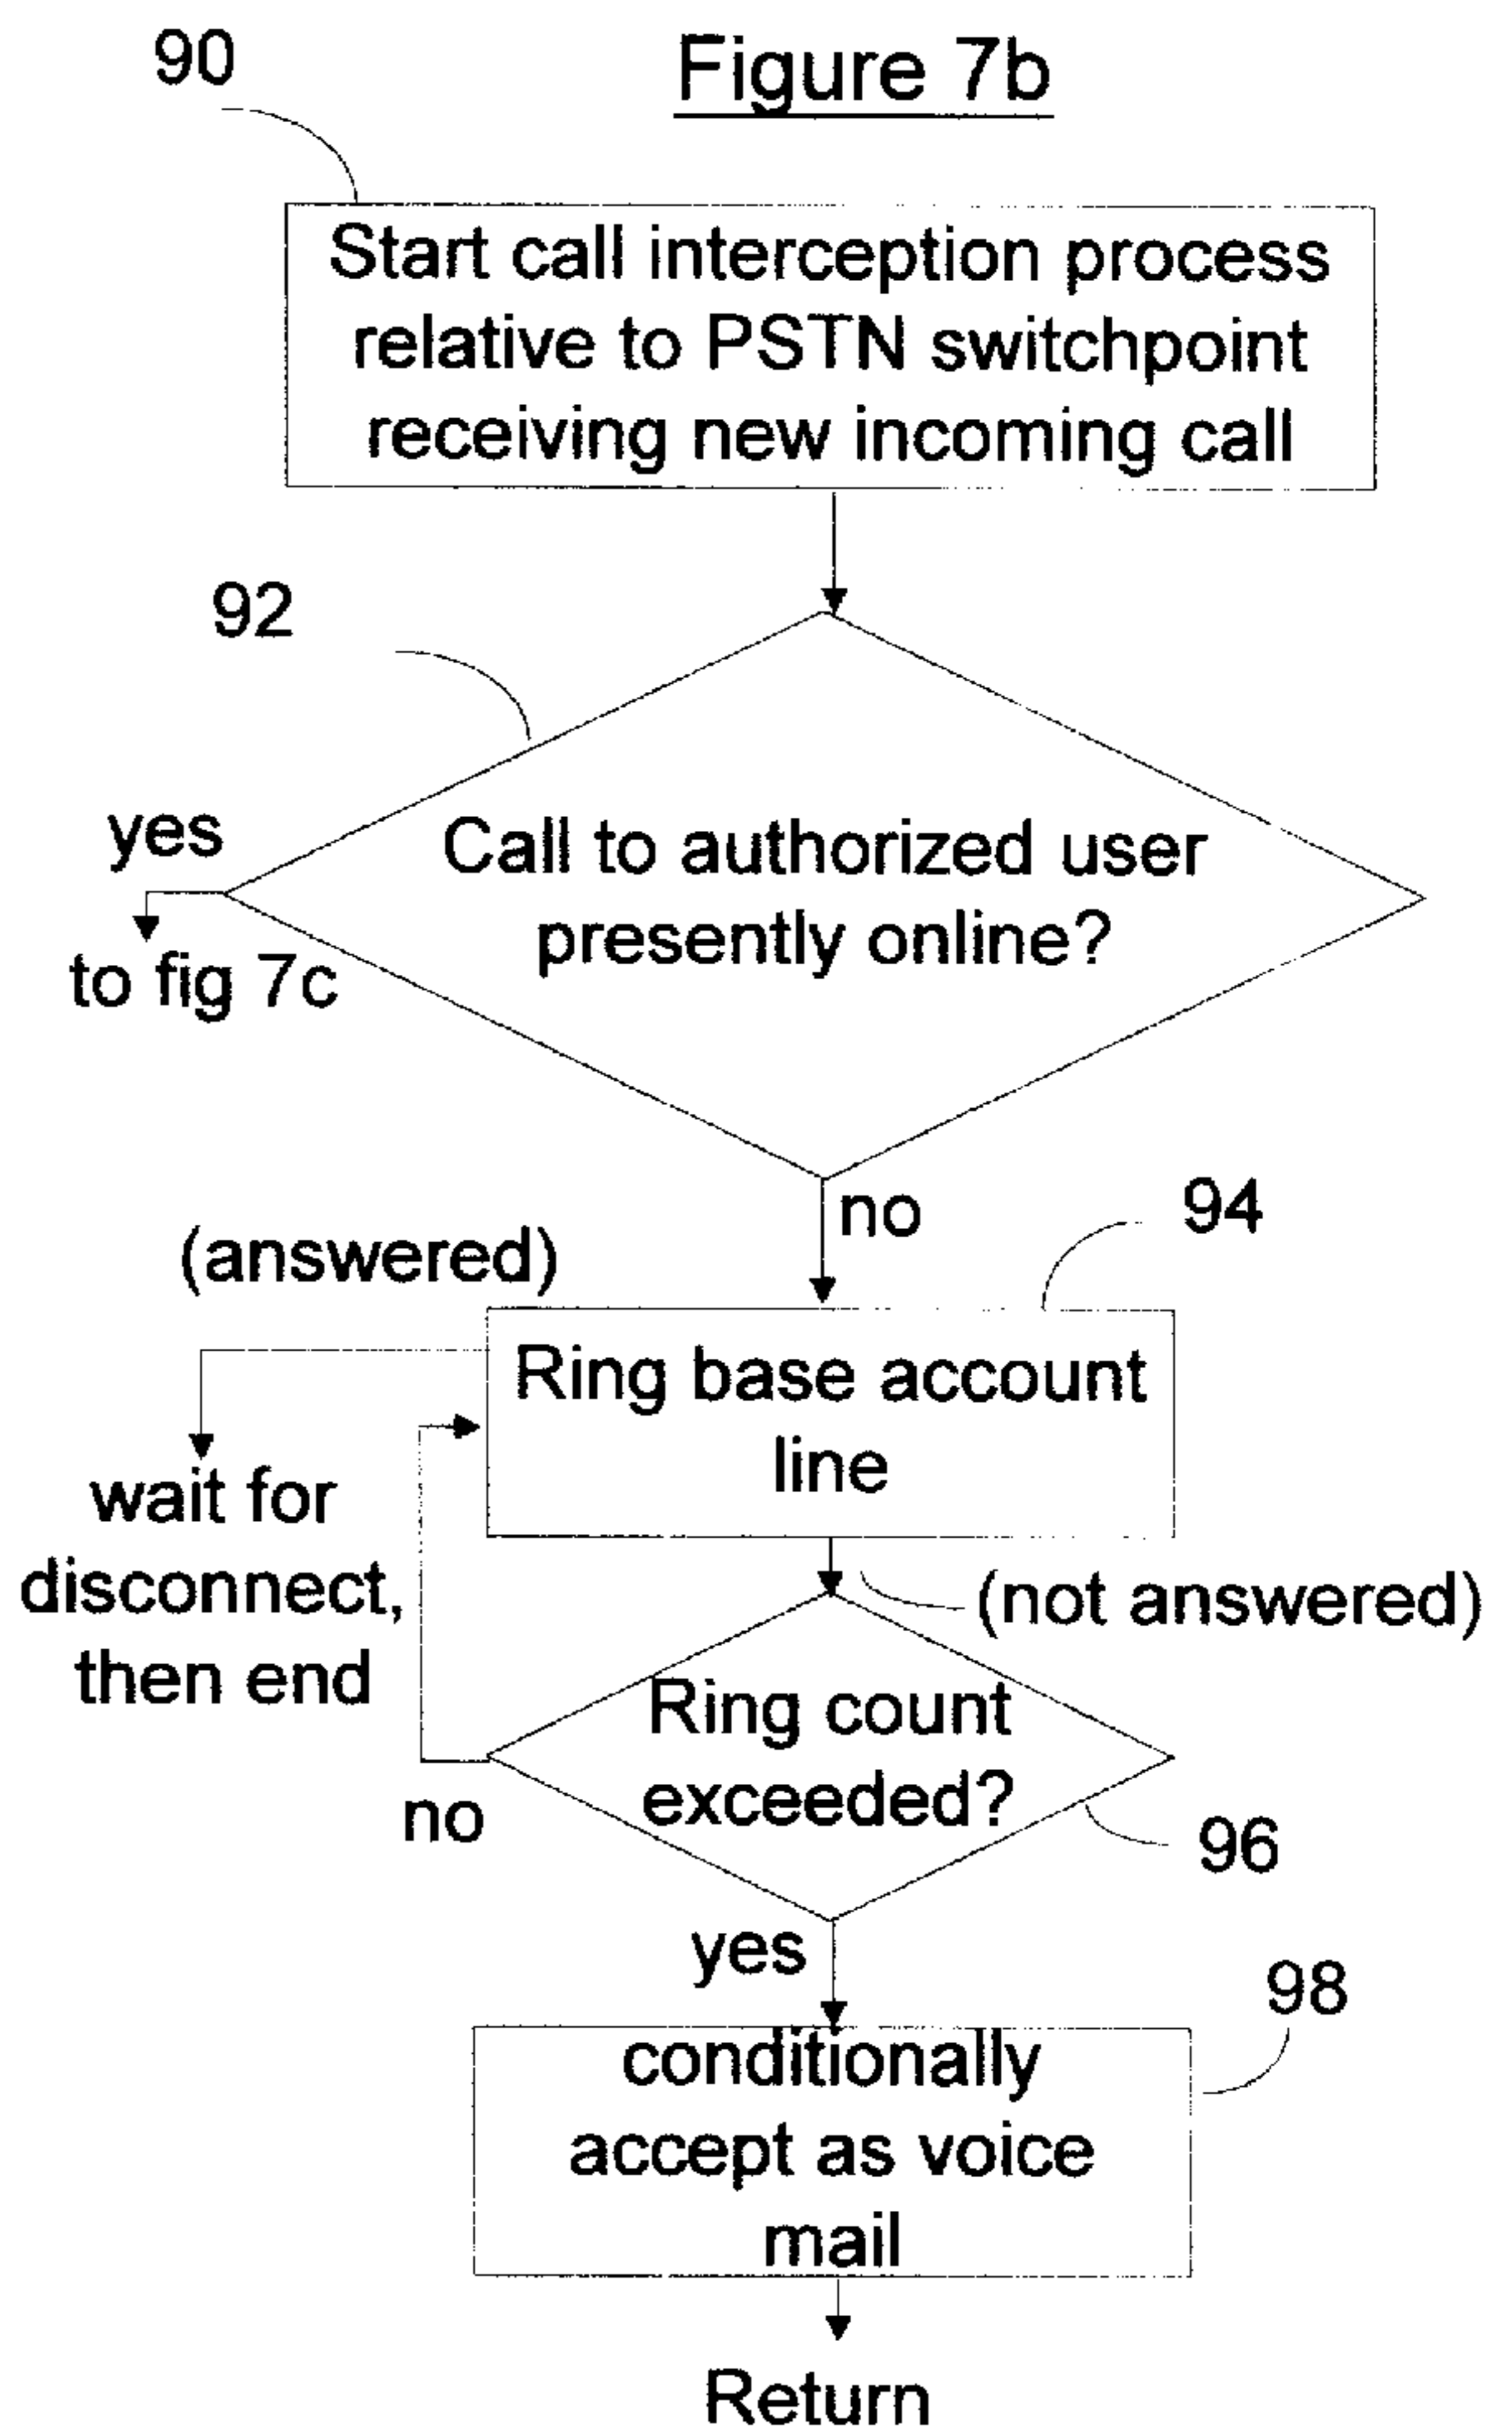 90
Figure 7b
Start call interception process
relative to PSTN switchpoint
receiving new incoming call
92
Call to authorized user
presently online?
yes
to fig 7c
no
94
(answered)
Ring base account
line
wait for
disconnect,
then end
(not answered)
Ring count
exceeded?
no
96
yes
98
conditionally
accept as voice
mail
Return